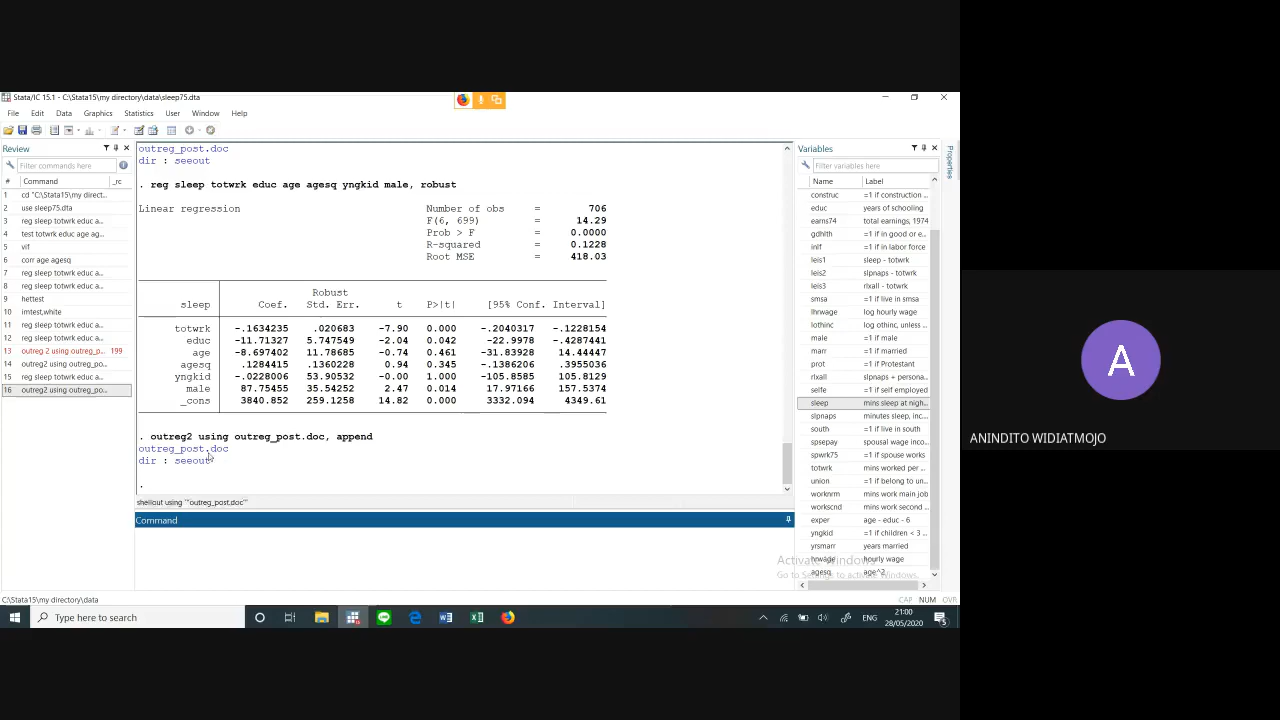 Stata/IC 15.1 - C:\Stata15\my directory\data\sleep75.dta
File Edit Data Graphics Statistics User Window Help
Review
Filter commands here
# Command _rc
1 cd "C:\Stata15\my direct...
2 use sleep75.dta
3 reg sleep totwrk educ a...
4 test totwrk educ age ag...
5 vif
6 corr age agesq
7 reg sleep totwrk educ a...
8 reg sleep totwrk educ a...
9 hettest
10 imtest,white
11 reg sleep totwrk educ a...
12 reg sleep totwrk educ a...
13 outreg 2 using outreg_p... 199
14 outreg2 using outreg_po...
15 reg sleep totwrk educ a...
16 outreg2 using outreg_po...
outreg_post.doc
dir : seeout
. reg sleep totwrk educ age agesq yngkid male, robust
Linear regression Number of obs = 706
F(6, 699) = 14.29
Prob > F = 0.0000
R-squared = 0.1228
Root MSE = 418.03
Robust
sleep Coef. Std. Err. t P>|t| [95% Conf. Interval]
totwrk -.1634235 .020683 -7.90 0.000 -.2040317 -.1228154
educ -11.71327 5.747549 -2.04 0.042 -22.9978 -.4287441
age -8.697402 11.78685 -0.74 0.461 -31.83928 14.44447
agesq .1284415 .1360228 0.94 0.345 -.1386206 .3955036
yngkid -.0228006 53.90532 -0.00 1.000 -105.8585 105.8129
male 87.75455 35.54252 2.47 0.014 17.97166 157.5374
_cons 3840.852 259.1258 14.82 0.000 3332.094 4349.61
. outreg2 using outreg_post.doc, append
outreg_post.doc
dir : seeout
.
shellout using `"outreg_post.doc"'
Command
Variables
Filter variables here
Name Label
construc =1 if construction ...
educ years of schooling
earns74 total earnings, 1974
gdhlth =1 if in good or e...
inlf =1 if in labor force
leis1 sleep - totwrk
leis2 slpnaps - totwrk
leis3 rlxall - totwrk
smsa =1 if live in smsa
lhrwage log hourly wage
lothinc log othinc, unless ...
male =1 if male
marr =1 if married
prot =1 if Protestant
rlxall slpnaps + persona...
selfe =1 if self employed
sleep mins sleep at nigh...
slpnaps minutes sleep, inc...
south =1 if live in south
spsepay spousal wage inco...
spwrk75 =1 if spouse works
totwrk mins worked per ...
union =1 if belong to un...
worknrm mins work main job
workscnd mins work second ...
exper age - educ - 6
yngkid =1 if children < 3 ...
yrsmarr years married
hrwage hourly wage
agesq age^2
Properties
Activate Windows
Go to Settings to activate Windows.
C:\Stata15\my directory\data
CAP NUM OVR
Type here to search
ENG
21:00
28/05/2020
5
A
ANINDITO WIDIATMOJO